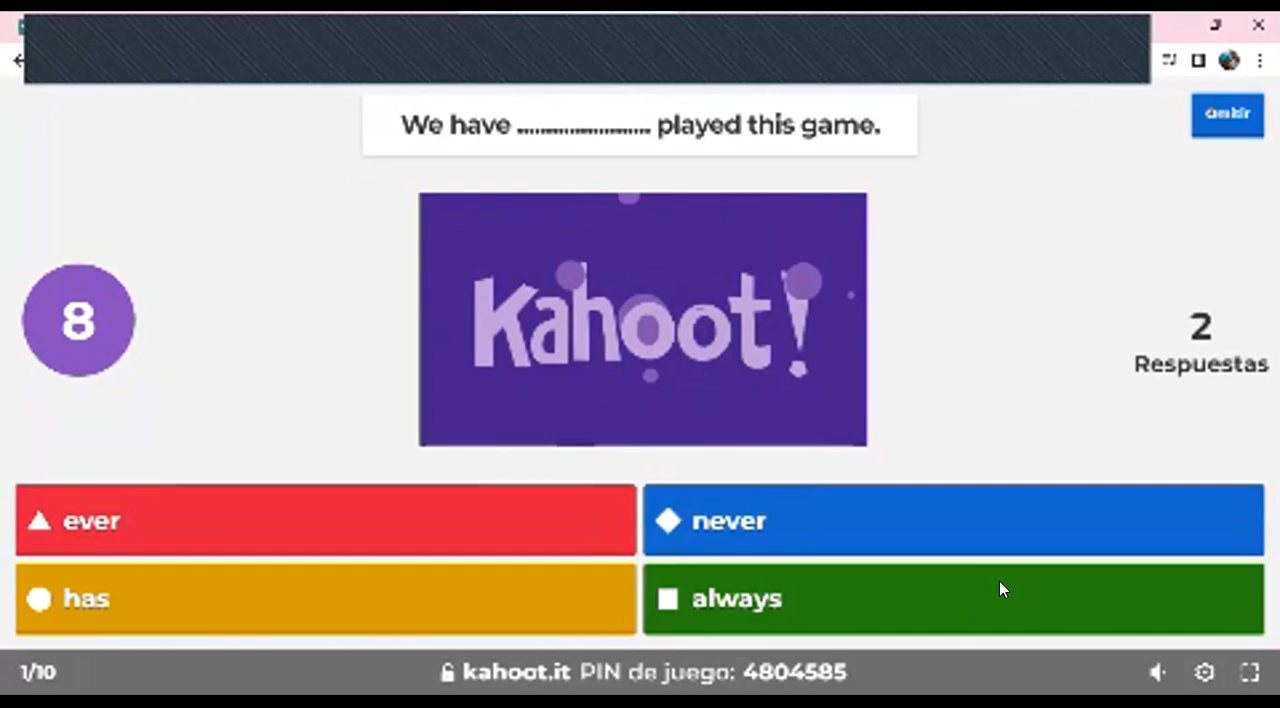 We have ........................ played this game.
Omitir
Kahoot!
8
2
Respuestas
ever
never
has
always
1/10
kahoot.it PIN de juego: 4804585